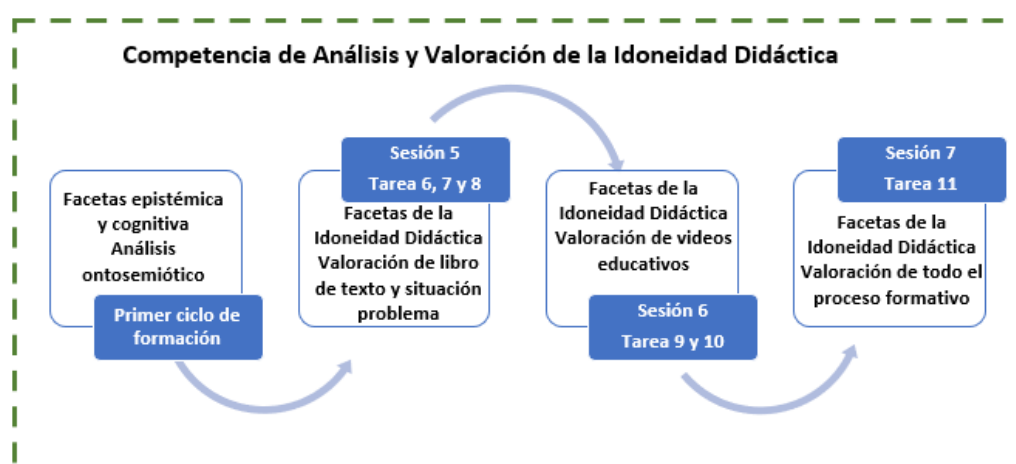 Competencia de Análisis y Valoración de la Idoneidad Didáctica
Facetas epistémica
y cognitiva
Análisis
ontosemiótico
Primer ciclo de
formación
Sesión 5
Tarea 6, 7 y 8
Facetas de la
Idoneidad Didáctica
Valoración de libro
de texto y situación
problema
Facetas de la
Idoneidad Didáctica
Valoración de videos
educativos
Sesión 6
Tarea 9 y 10
Sesión 7
Tarea 11
Facetas de la
Idoneidad Didáctica
Valoración de todo el
proceso formativo